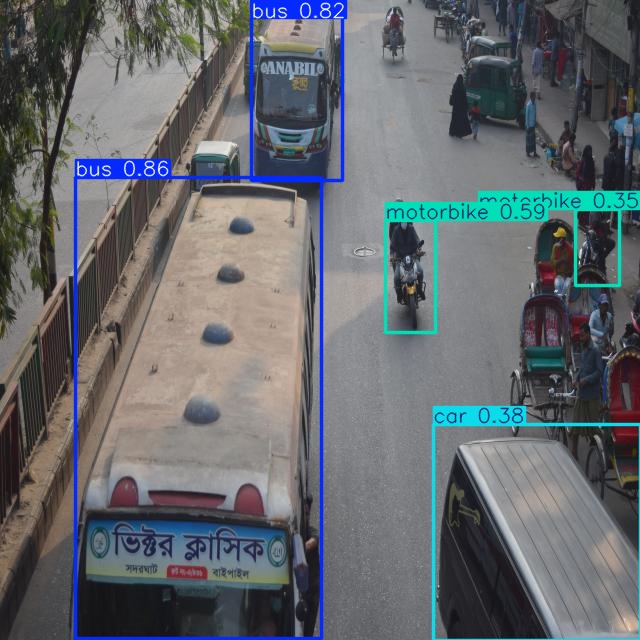 bus 0.82
CANABIL
bus 0.86
motorbike 0.35
motorbike 0.59
car 0.38
ভিক্টর ক্লাসিক
সদরঘাট
বাইপাইল